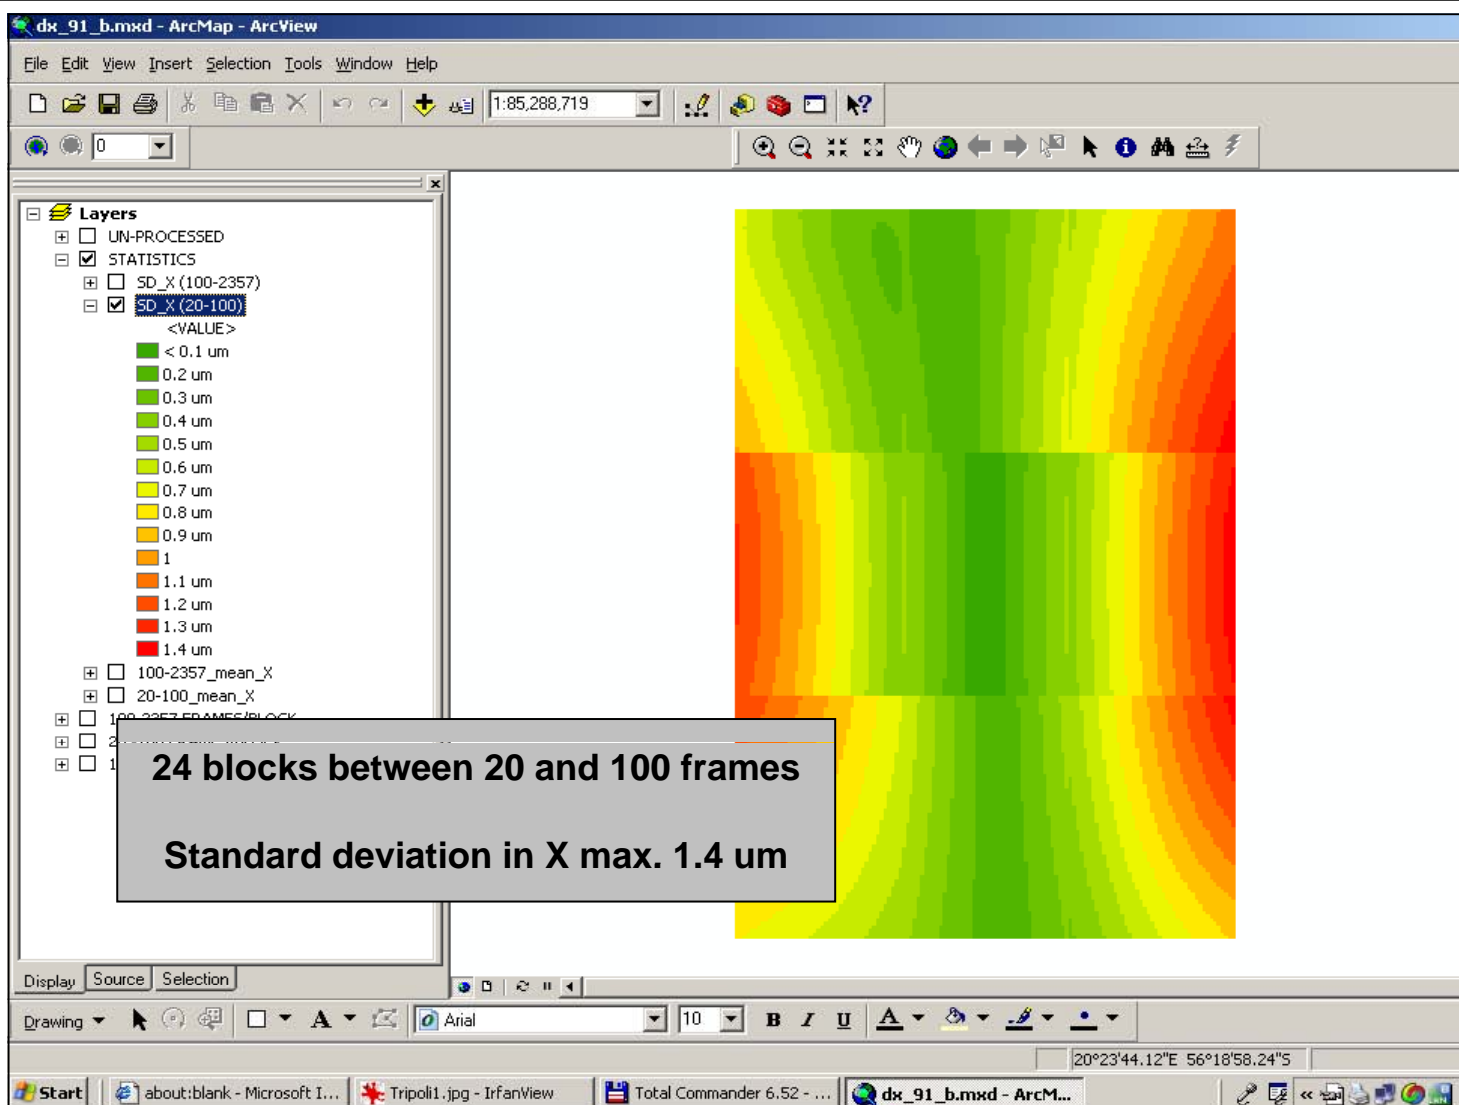 dx_91_b.mxd - ArcMap - ArcView
File Edit View Insert Selection Tools Window Help
1:85,288,719
0
Layers
UN-PROCESSED
STATISTICS
SD_X (100-2357)
SD_X (20-100)
<VALUE>
< 0.1 um
0.2 um
0.3 um
0.4 um
0.5 um
0.6 um
0.7 um
0.8 um
0.9 um
1
1.1 um
1.2 um
1.3 um
1.4 um
100-2357_mean_X
20-100_mean_X
100-2357 FRAMES/BLOCK
24 blocks between 20 and 100 frames
Standard deviation in X max. 1.4 um
Display Source Selection
Drawing A Arial 10 B I U A
20°23'44.12"E 56°18'58.24"S
Start about:blank - Microsoft I... Tripoli1.jpg - IrfanView Total Commander 6.52 - ... dx_91_b.mxd - ArcM...